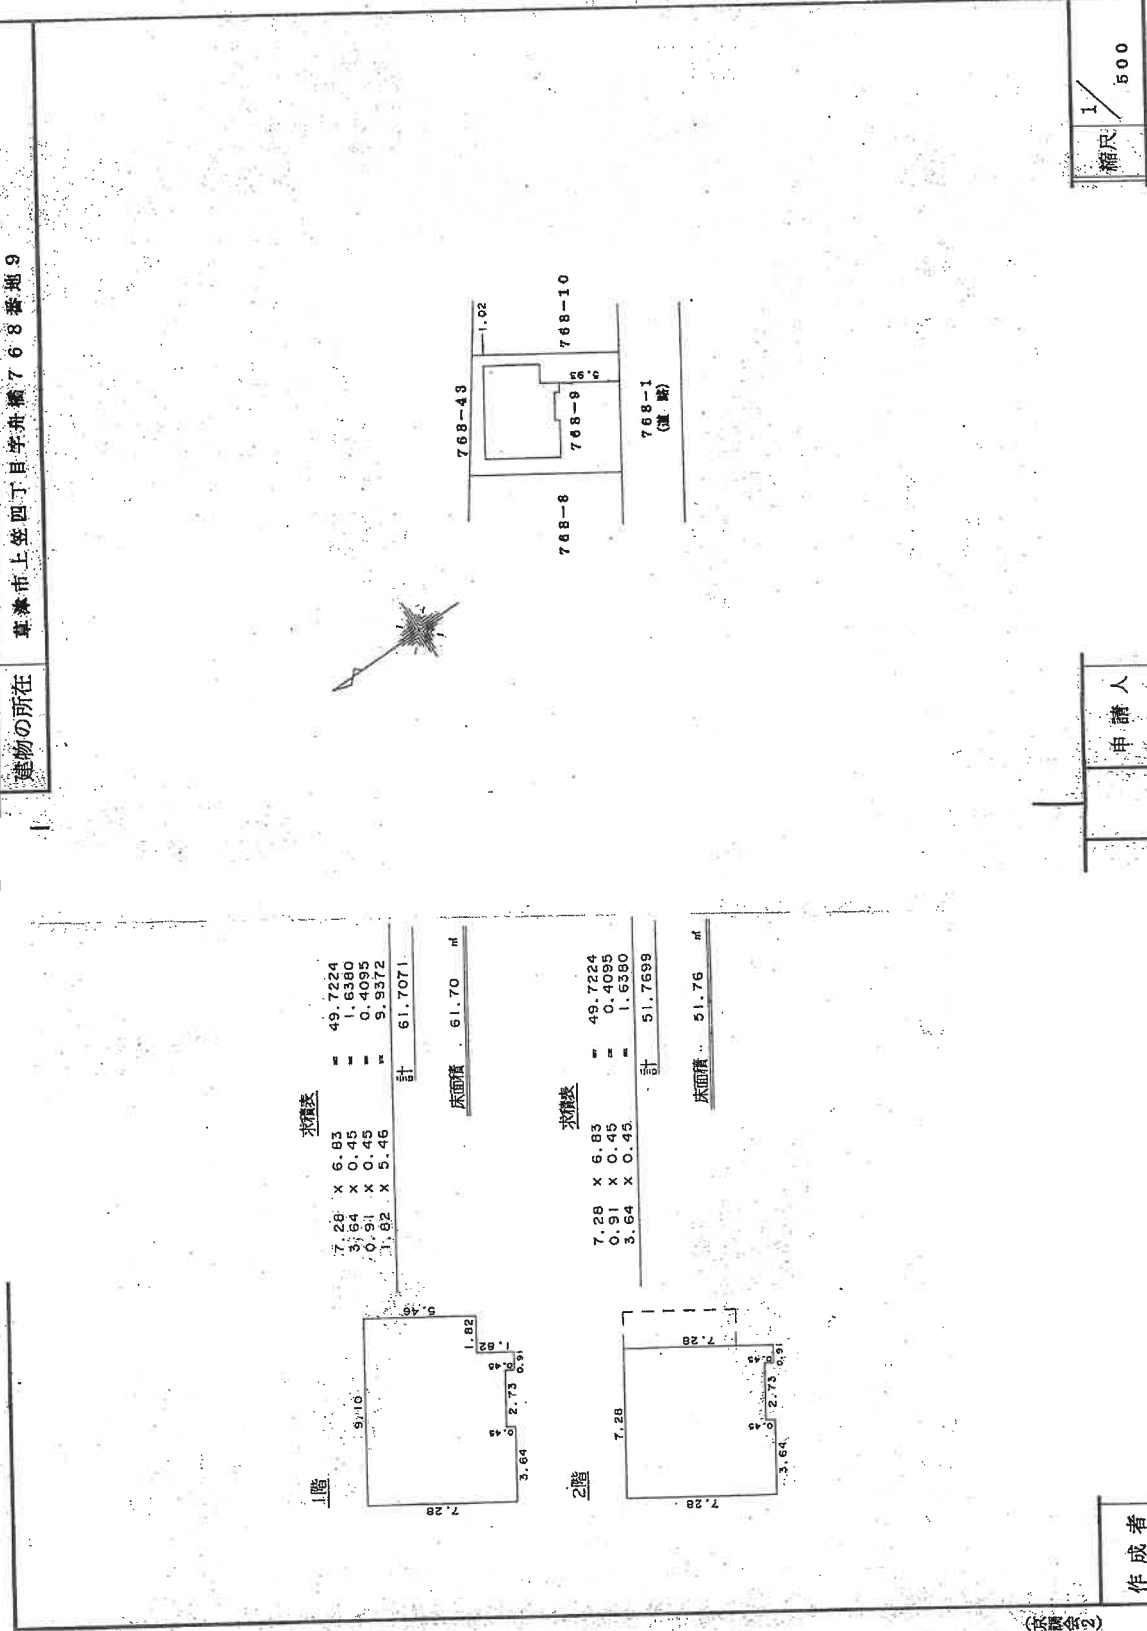 建物の所在
草津市上笠四丁目字舟橋768番地9
1階
9.10
5.46
1.82
1.82
0.91
0.45
2.73
0.45
3.64
7.28
求積表
7.28 × 6.83 = 49.7224
3.64 × 0.45 = 1.6380
0.91 × 0.45 = 0.4095
1.82 × 5.46 = 9.9372
計 61.7071
床面積 61.70 ㎡
2階
7.28
7.28
0.91
0.45
2.73
0.45
3.64
7.28
求積表
7.28 × 6.83 = 49.7224
0.91 × 0.45 = 0.4095
3.64 × 0.45 = 1.6380
計 51.7699
床面積 51.76 ㎡
768-43
1.02
768-10
5.93
768-9
768-8
768-1
(道路)
作成者
申請人
縮尺
1/500